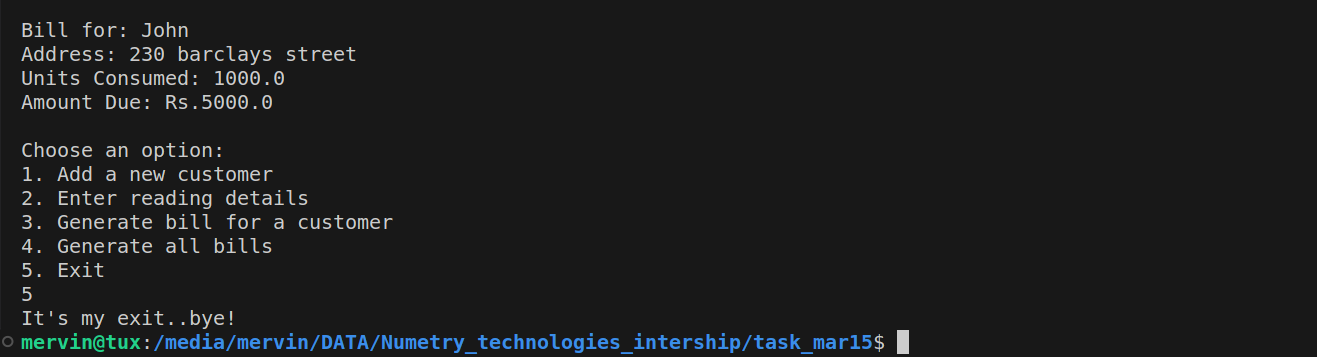 Bill for: John
Address: 230 barclays street
Units Consumed: 1000.0
Amount Due: Rs.5000.0
Choose an option:
1. Add a new customer
2. Enter reading details
3. Generate bill for a customer
4. Generate all bills
5. Exit
5
It's my exit..bye!
mervin@tux:/media/mervin/DATA/Numetry_technologies_intership/task_mar15$